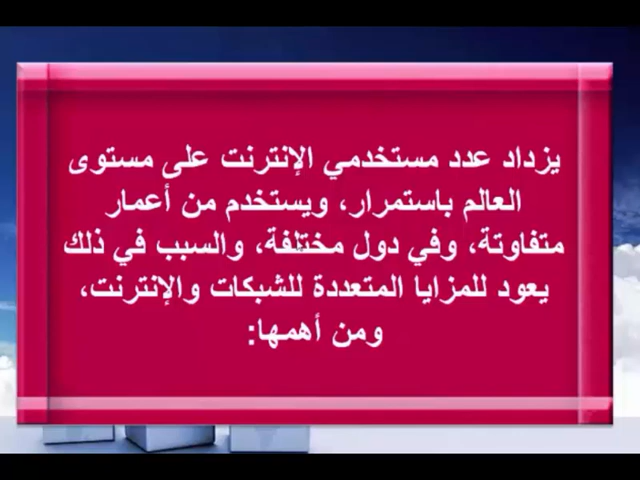 يزداد عدد مستخدمي الإنترنت على مستوى
العالم باستمرار، ويستخدم من أعمار
متفاوتة، وفي دول مختلفة، والسبب في ذلك
يعود للمزايا المتعددة للشبكات والإنترنت،
ومن أهمها: